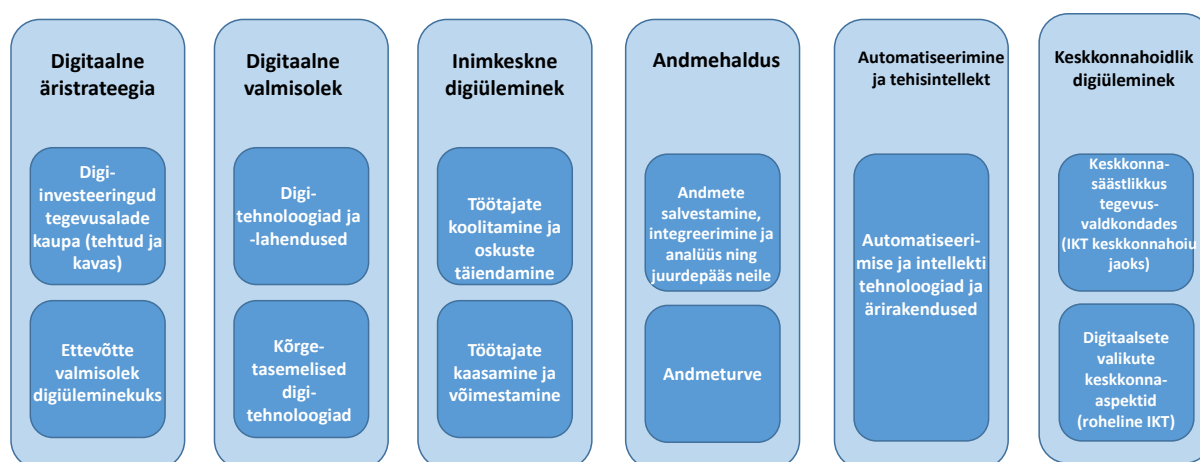 Digitaalne
äristrateegia
Digi-
investeeringud
tegevusalade
kaupa (tehtud ja
kavas)
Ettevõtte
valmisolek
digiüleminekuks
Digitaalne
valmisolek
Digi-
tehnoloogiad ja
-lahendused
Kõrge-
tasemelised
digi-
tehnoloogiad
Inimkeskne
digiüleminek
Töötajate
koolitamine ja
oskuste
täiendamine
Töötajate
kaasamine ja
võimestamine
Andmehaldus
Andmete
salvestamine,
integreerimine ja
analüüs ning
juurdepääs neile
Andmeturve
Automatiseerimine
ja tehisintellekt
Automatiseeri-
mise ja intellekti
tehnoloogiad ja
ärirakendused
Keskkonnahoidlik
digiüleminek
Keskkonna-
säästlikkus
tegevus-
valdkondades
(IKT keskkonnahoiu
jaoks)
Digitaalsete
valikute
keskkonna-
aspektid
(roheline IKT)